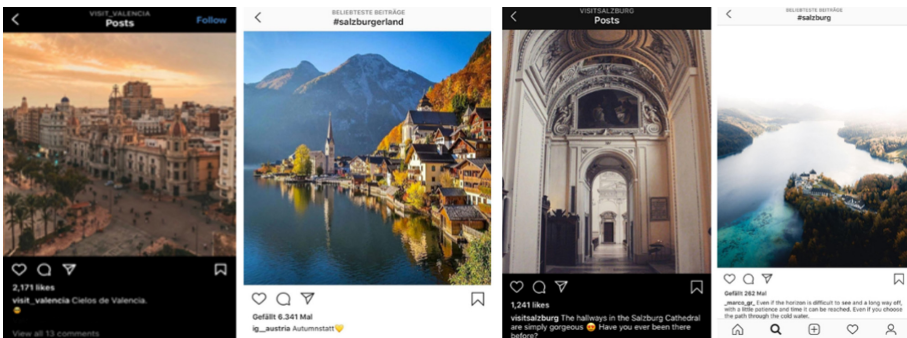 VISIT_VALENCIA
Posts
Follow
2,171 likes
visit_valencia Cielos de Valencia.
View all 13 comments
BELIEBTESTE BEITRÄGE
#salzburgerland
Gefällt 6.341 Mal
ig__austria Autumnstatt
VISITSALZBURG
Posts
1,241 likes
visitsalzburg The hallways in the Salzburg Cathedral
are simply gorgeous Have you ever been there
before?
BELIEBTESTE BEITRÄGE
#salzburg
Gefällt 262 Mal
_marco_gr_ Even if the horizon is difficult to see and a long way off,
with a little patience and time it can be reached. Even if you choose
the path through the cold water.